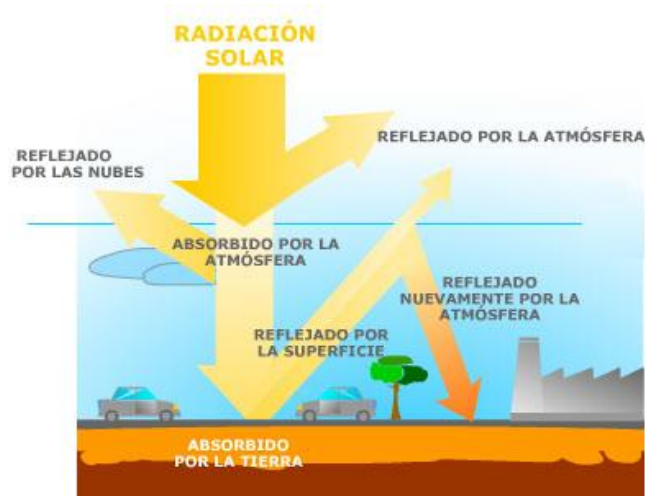 RADIACIÓN
SOLAR
REFLEJADO POR LA ATMÓSFERA
REFLEJADO
POR LAS NUBES
ABSORBIDO POR LA
ATMÓSFERA
REFLEJADO
NUEVAMENTE POR LA
ATMÓSFERA
REFLEJADO POR
LA SUPERFICIE
ABSORBIDO
POR LA TIERRA